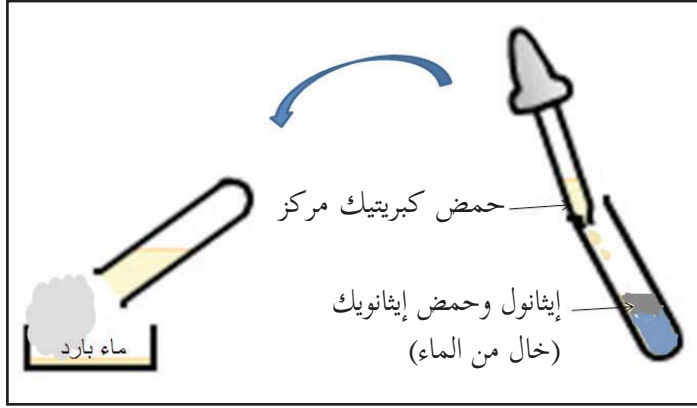 حمض كبريتيك مركز
إيثانول وحمض إيثانويك
(خال من الماء)
ماء بارد